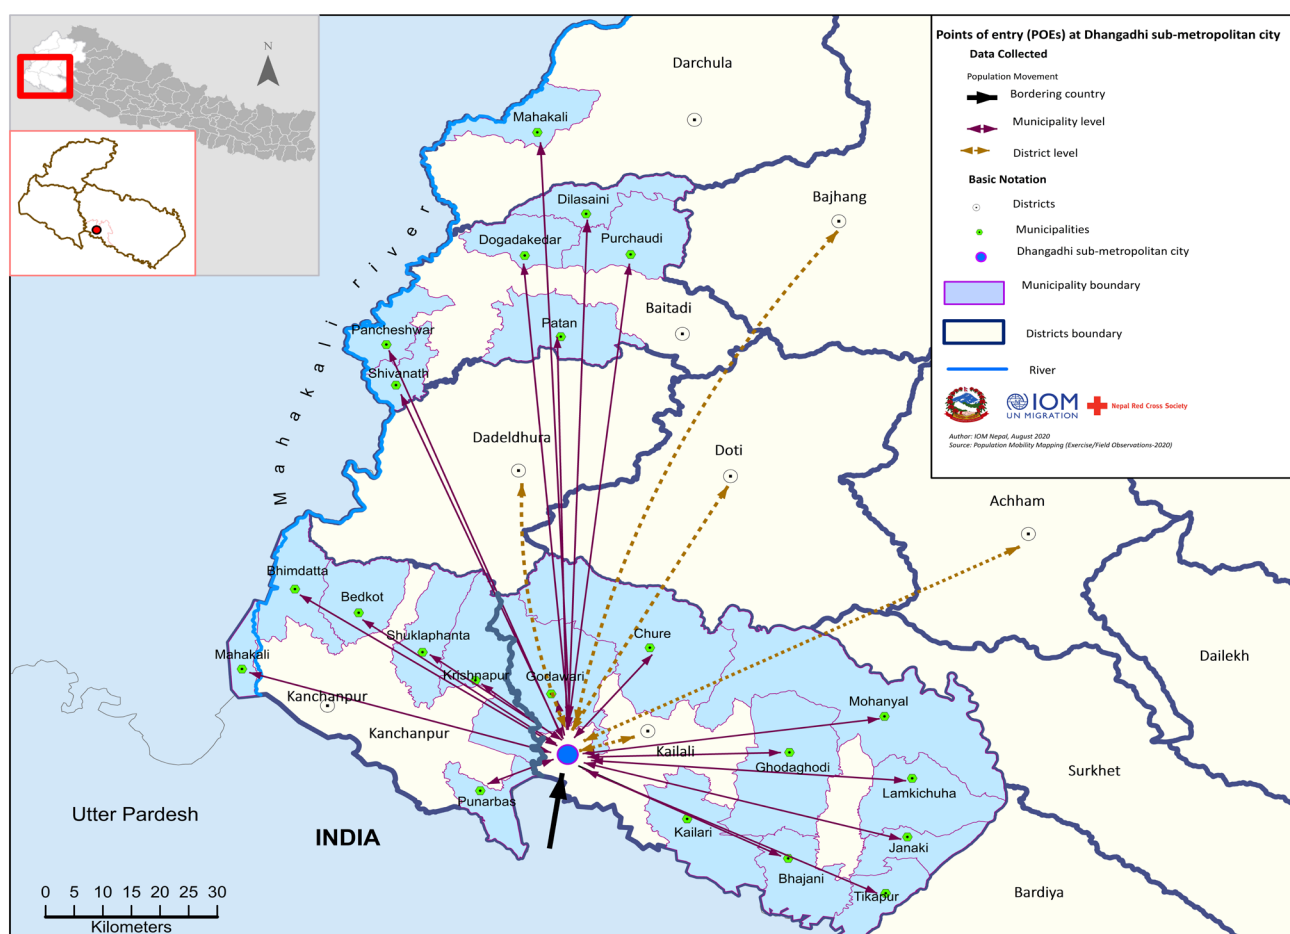 N
Points of entry (POEs) at Dhangadhi sub-metropolitan city
Data Collected
Population Movement
Bordering country
Municipality level
District level
Basic Notation
Districts
Municipalities
Dhangadhi sub-metropolitan city
Municipality boundary
Districts boundary
River
IOM
UN MIGRATION
Nepal Red Cross Society
Author: IOM Nepal, August 2020
Source: Population Mobility Mapping (Exercise/Field Observations-2020)
Darchula
Mahakali
Dilasaini
Bajhang
Dogadakedar
Purchaudi
Mahakali river
Baitadi
Pancheshwar
Patan
Shivanath
Dadeldhura
Doti
Achham
Bhimdatta
Bedkot
Shuklaphanta
Chure
Mahakali
Krishnapur
Godawari
Dailekh
Kanchanpur
Mohanyal
Kanchanpur
Kailali
Ghodaghodi
Surkhet
Lamkichuha
Punarbas
Utter Pardesh
INDIA
Kailari
Janaki
Bhajani
Tikapur
Bardiya
0 5 10 15 20 25 30
Kilometers